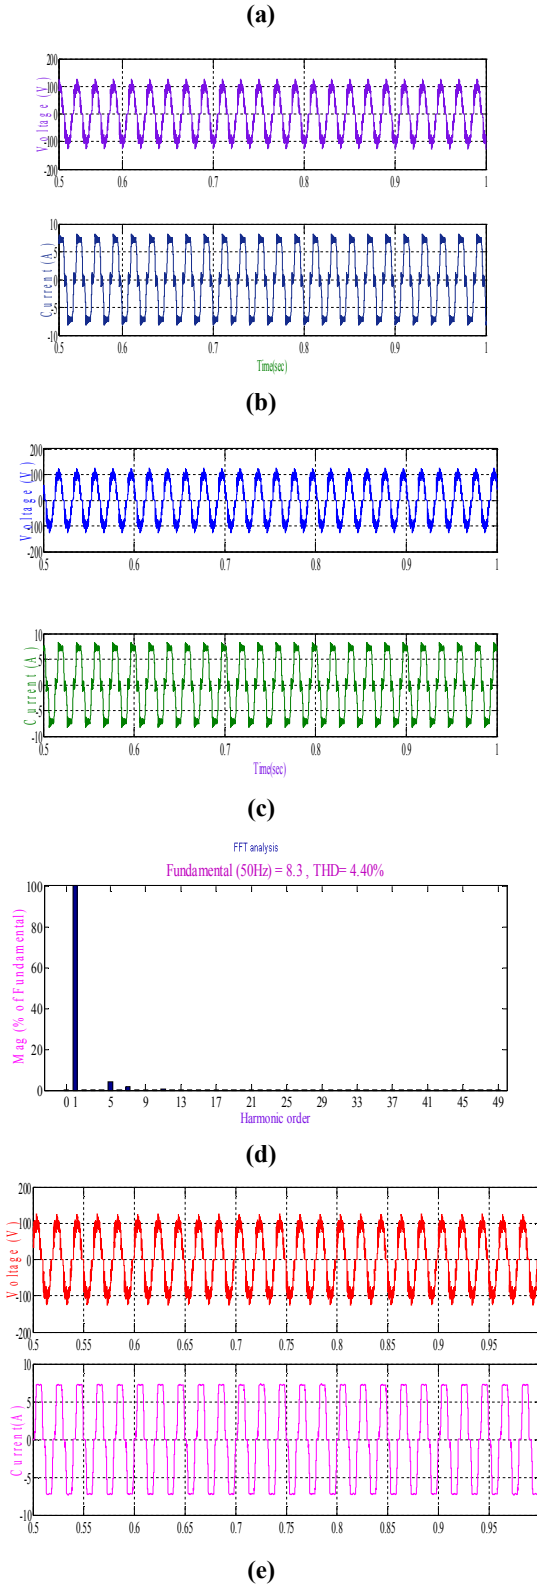 (a)
200
100
0
-100
-200
Voltage (V)
0.5 0.6 0.7 0.8 0.9 1
10
5
0
-5
-10
Current (A)
0.5 0.6 0.7 0.8 0.9 1
Time(sec)
(b)
200
100
0
-100
-200
Voltage (V)
0.5 0.6 0.7 0.8 0.9 1
10
5
0
-5
-10
Current (A)
0.5 0.6 0.7 0.8 0.9 1
Time(sec)
(c)
FFT analysis
Fundamental (50Hz) = 8.3 , THD= 4.40%
100
80
60
40
20
0
Mag (% of Fundamental)
0 1 5 9 13 17 21 25 29 33 37 41 45 49
Harmonic order
(d)
200
100
0
-100
-200
Voltage (V)
0.5 0.55 0.6 0.65 0.7 0.75 0.8 0.85 0.9 0.95
10
5
0
-5
-10
Current(A)
0.5 0.55 0.6 0.65 0.7 0.75 0.8 0.85 0.9 0.95
(e)